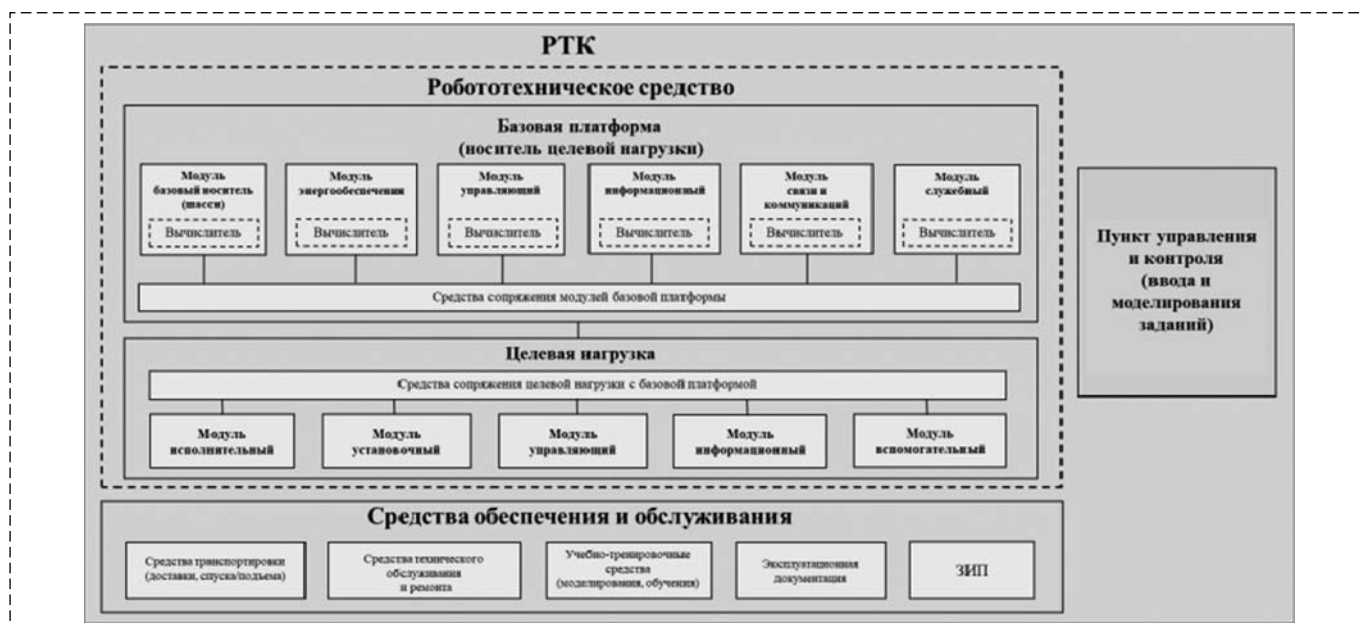 РТК
Робототехническое средство
Базовая платформа
(носитель целевой нагрузки)
Модуль
базовый носитель
(шасси)
Вычислитель
Модуль
энергообеспечения
Вычислитель
Модуль
управляющий
Вычислитель
Модуль
информационный
Вычислитель
Модуль
связи и
коммуникаций
Вычислитель
Модуль
служебный
Вычислитель
Средства сопряжения модулей базовой платформы
Целевая нагрузка
Средства сопряжения целевой нагрузки с базовой платформой
Модуль
исполнительный
Модуль
установочный
Модуль
управляющий
Модуль
информационный
Модуль
вспомогательный
Пункт управления
и контроля
(ввода и
моделирования
заданий)
Средства обеспечения и обслуживания
Средства транспортировки
(доставки, спуска/подъема)
Средства технического
обслуживания
и ремонта
Учебно-тренировочные
средства
(моделирования, обучения)
Эксплуатационная
документация
ЗИП